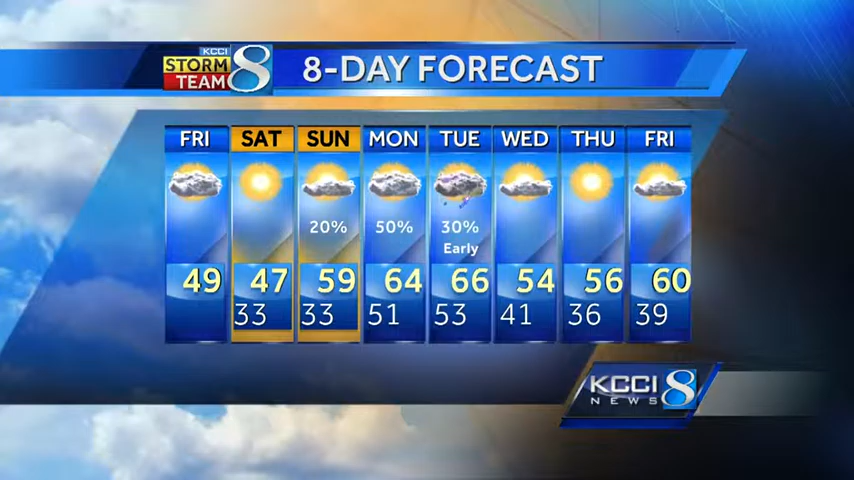 KCCI
STORM
TEAM 8
8-DAY FORECAST
FRI SAT SUN MON TUE WED THU FRI
20% 50% 30%
Early
49 47 59 64 66 54 56 60
33 33 51 53 41 36 39
KCCI 8
NEWS